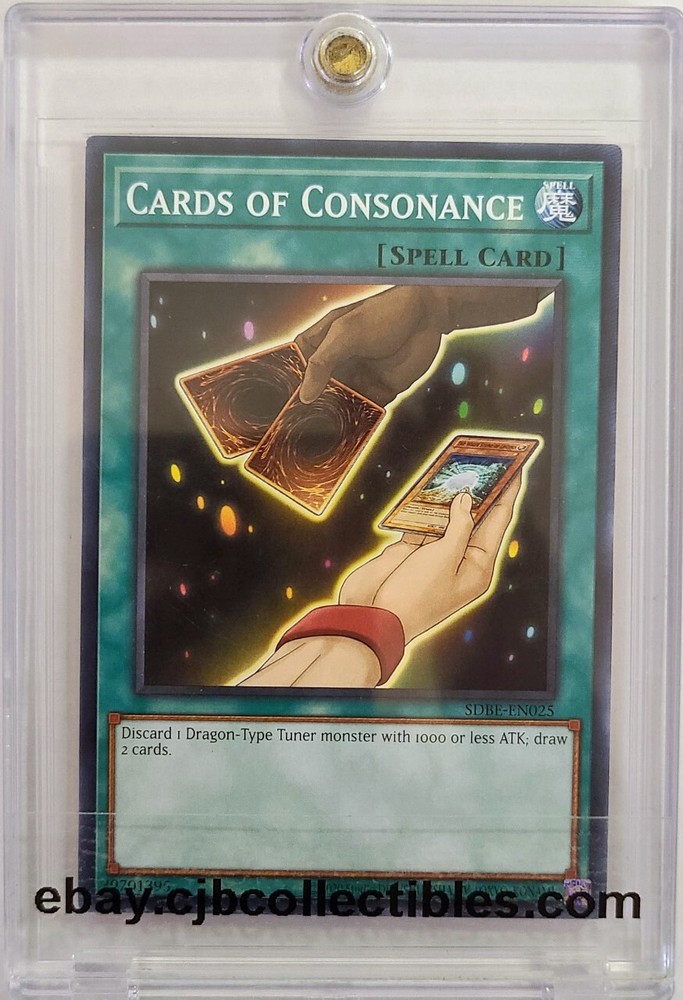 CARDS OF CONSONANCE
SPELL
魔
[SPELL CARD]
SDBE-EN025
Discard 1 Dragon-Type Tuner monster with 1000 or less ATK; draw
2 cards.
ebay.cjbcollectibles.com